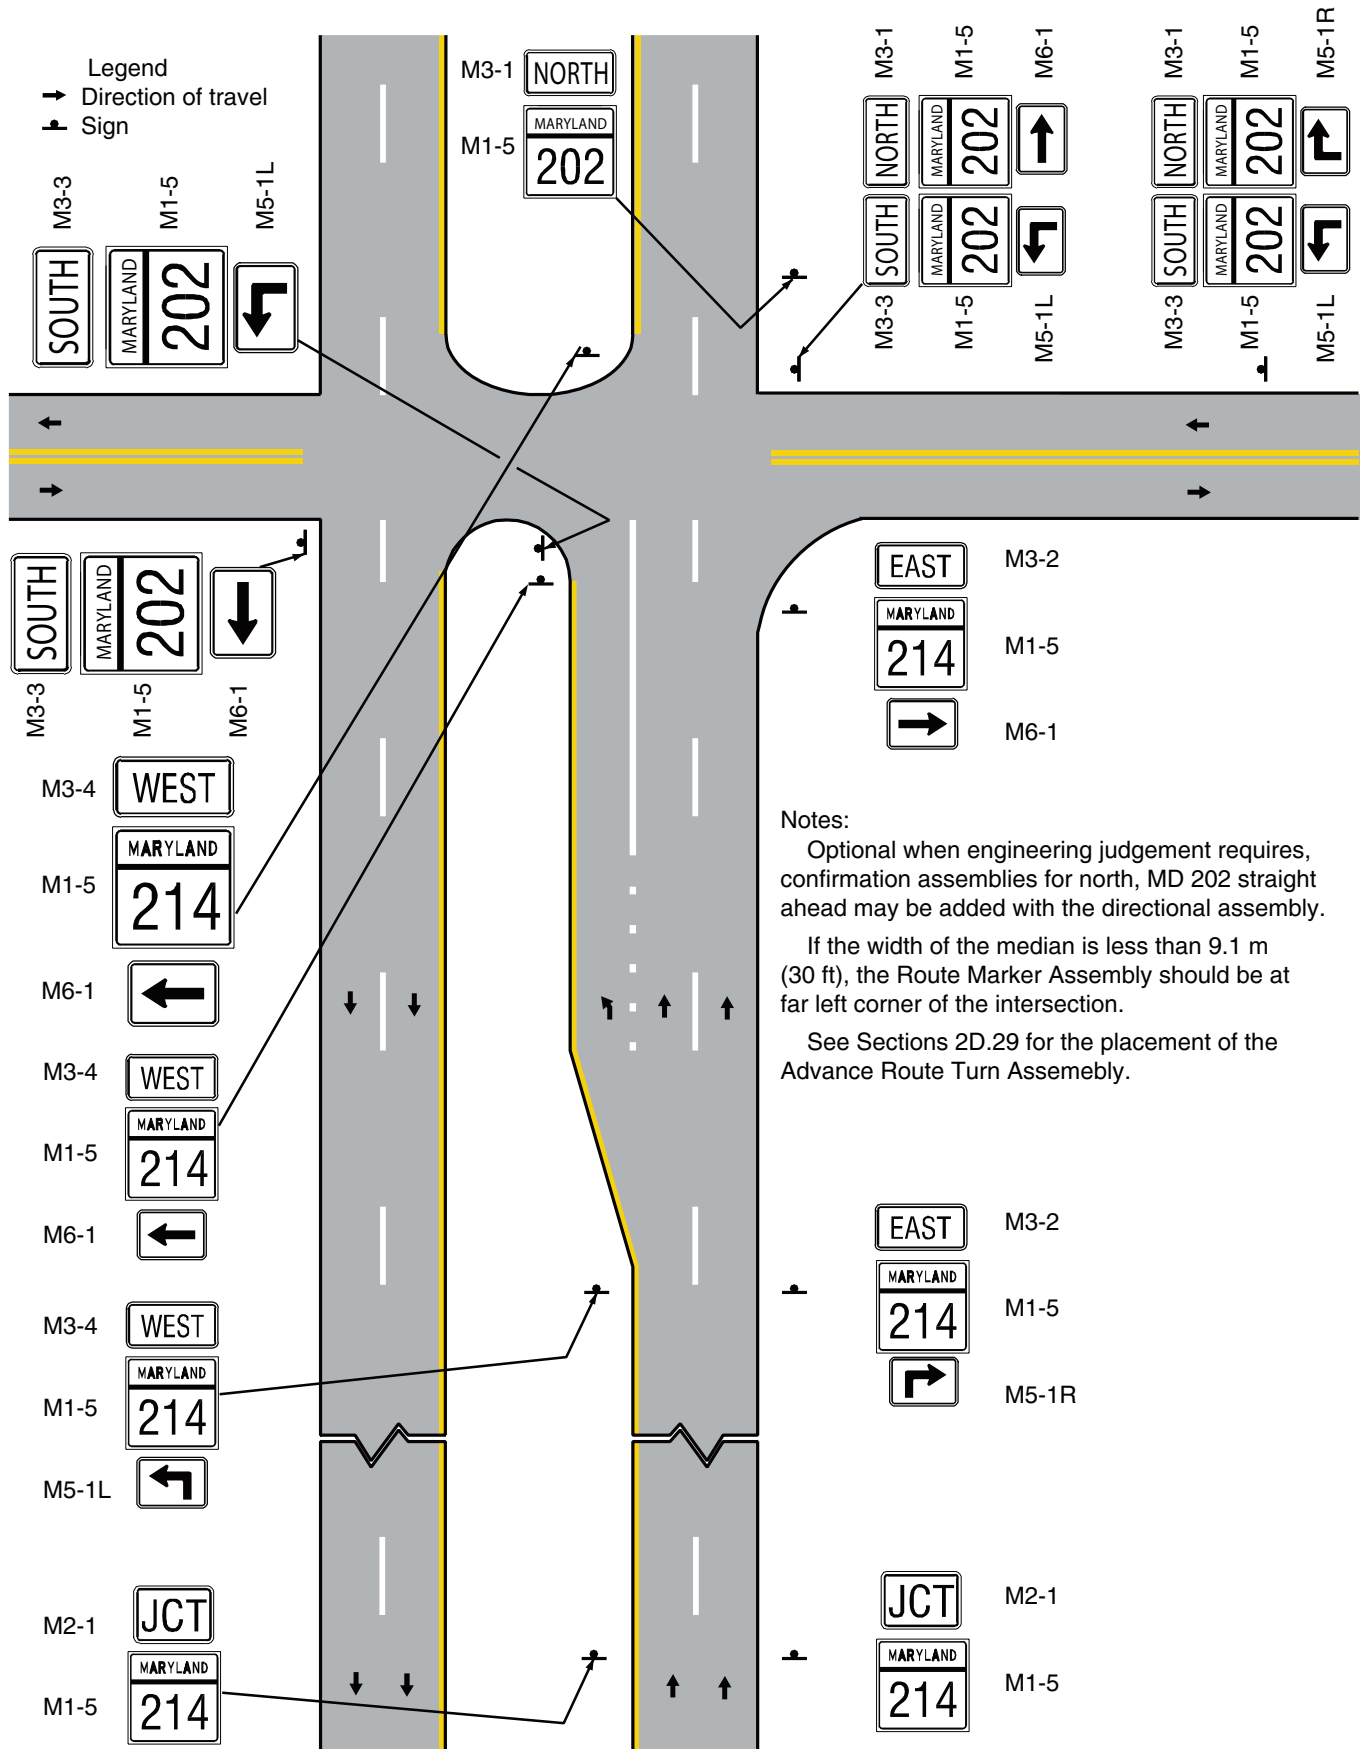 Legend
Direction of travel
Sign
M3-3
M1-5
M5-1L
SOUTH
MARYLAND
202
M3-1
NORTH
M1-5
MARYLAND
202
M3-1
M1-5
M6-1
NORTH
MARYLAND
202
SOUTH
MARYLAND
202
M3-3
M1-5
M5-1L
M3-1
M1-5
M5-1R
NORTH
MARYLAND
202
SOUTH
MARYLAND
202
M3-3
M1-5
M5-1L
SOUTH
MARYLAND
202
M3-3
M1-5
M6-1
EAST
M3-2
MARYLAND
214
M1-5
M6-1
M3-4
WEST
M1-5
MARYLAND
214
M6-1
Notes:
Optional when engineering judgement requires,
confirmation assemblies for north, MD 202 straight
ahead may be added with the directional assembly.
If the width of the median is less than 9.1 m
(30 ft), the Route Marker Assembly should be at
far left corner of the intersection.
See Sections 2D.29 for the placement of the
Advance Route Turn Assemebly.
M3-4
WEST
M1-5
MARYLAND
214
M6-1
M3-4
WEST
M1-5
MARYLAND
214
M5-1L
EAST
M3-2
MARYLAND
214
M1-5
M5-1R
M2-1
JCT
M1-5
MARYLAND
214
JCT
M2-1
MARYLAND
214
M1-5